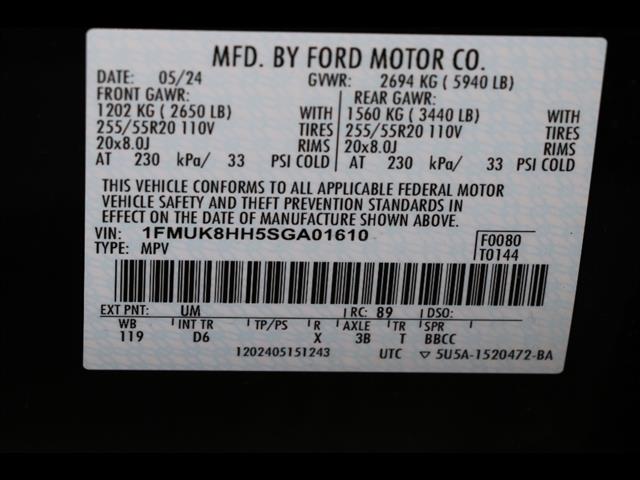 MFD. BY FORD MOTOR CO.
DATE: 05/24 GVWR: 2694 KG ( 5940 LB)
FRONT GAWR: REAR GAWR:
1202 KG ( 2650 LB) WITH 1560 KG ( 3440 LB) WITH
255/55R20 110V TIRES 255/55R20 110V TIRES
20x8.0J RIMS 20x8.0J RIMS
AT 230 kPa/ 33 PSI COLD AT 230 kPa/ 33 PSI COLD
THIS VEHICLE CONFORMS TO ALL APPLICABLE FEDERAL MOTOR
VEHICLE SAFETY AND THEFT PREVENTION STANDARDS IN
EFFECT ON THE DATE OF MANUFACTURE SHOWN ABOVE.
VIN: 1FMUK8HH5SGA01610 F0080
TYPE: MPV T0144
EXT PNT: UM RC: 89 DSO:
WB INT TR TP/PS R AXLE TR SPR
119 D6 X 3B T BBCC
1202405151243 UTC ▽ 5U5A-1520472-BA